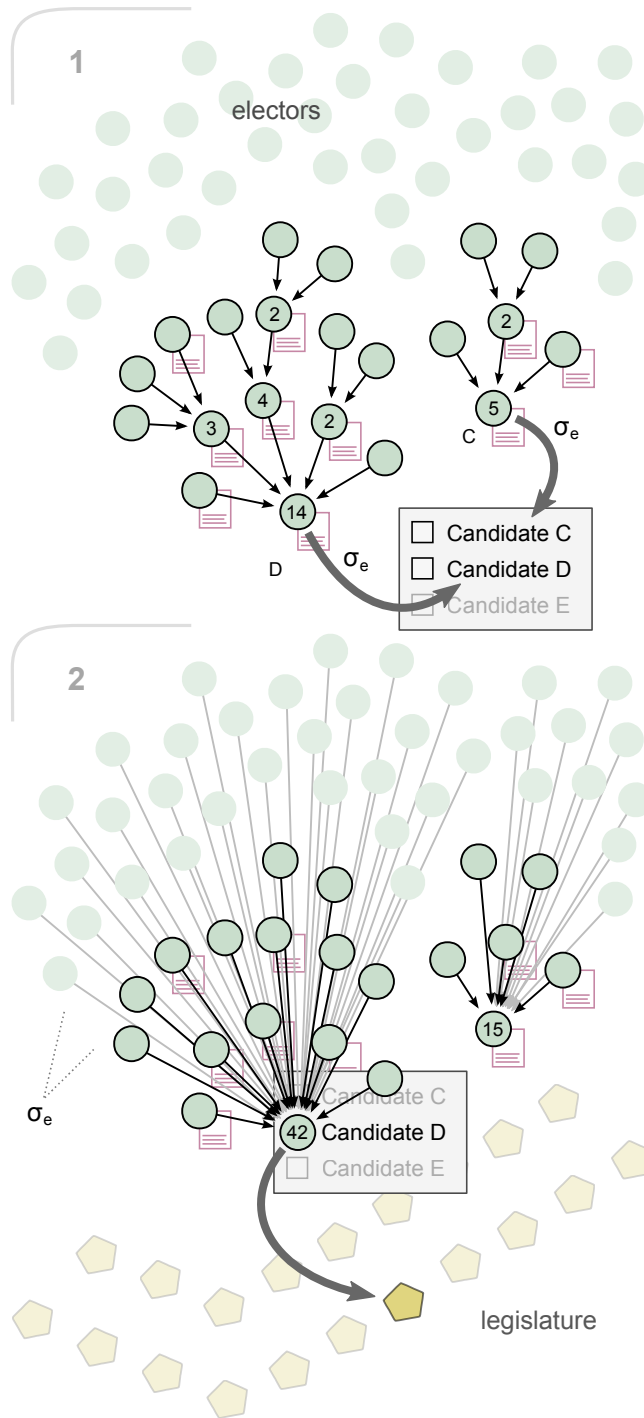 1
electors
2
2
2
4
3
2
5
C
σe
14
D
σe
Candidate C
Candidate D
Candidate E
2
15
σe
Candidate C
42
Candidate D
Candidate E
legislature